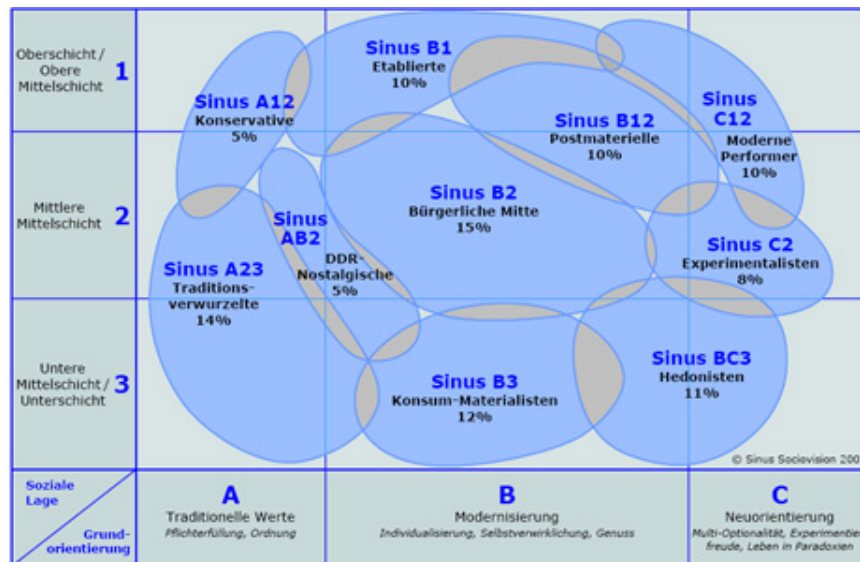 Oberschicht /
Obere
Mittelschicht
1
Sinus B1
Etablierte
10%
Sinus A12
Konservative
5%
Sinus B12
Postmaterielle
10%
Sinus
C12
Moderne
Performer
10%
Mittlere
Mittelschicht
2
Sinus
AB2
DDR-
Nostalgische
5%
Sinus B2
Bürgerliche Mitte
15%
Sinus C2
Experimentalisten
8%
Sinus A23
Traditions-
verwurzelte
14%
Untere
Mittelschicht /
Unterschicht
3
Sinus B3
Konsum-Materialisten
12%
Sinus BC3
Hedonisten
11%
© Sinus Sociovision
Soziale
Lage
Grund-
orientierung
A
Traditionelle Werte
Pflichterfüllung, Ordnung
B
Modernisierung
Individualisierung, Selbstverwirklichung, Genuss
C
Neuorientierung
Multi-Optionalität, Experimentier
freude, Leben in Paradoxien